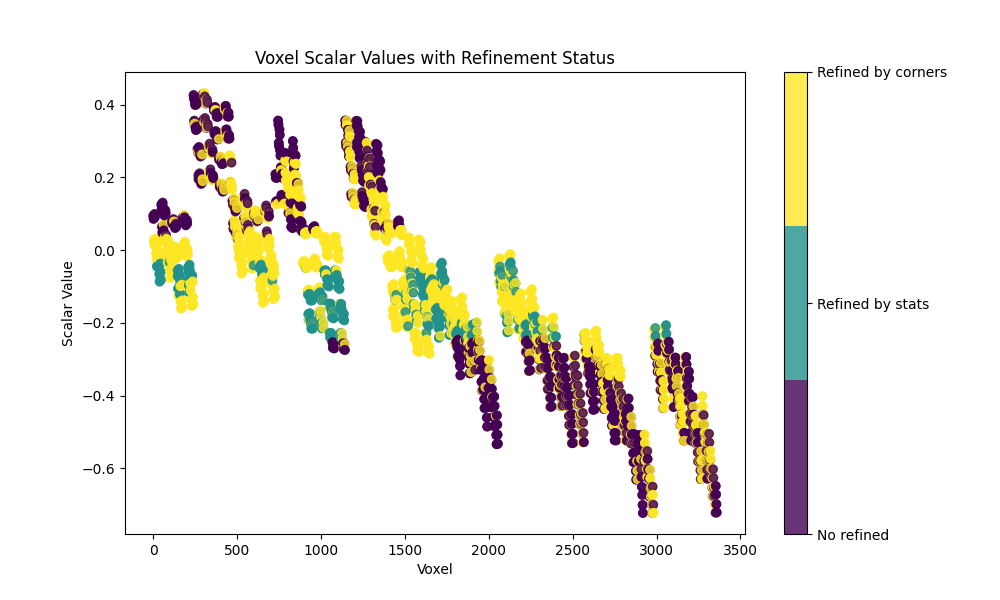 Voxel Scalar Values with Refinement Status
Refined by corners
Refined by stats
No refined
Scalar Value
0.4
0.2
0.0
−0.2
−0.4
−0.6
0
500
1000
1500
2000
2500
3000
3500
Voxel